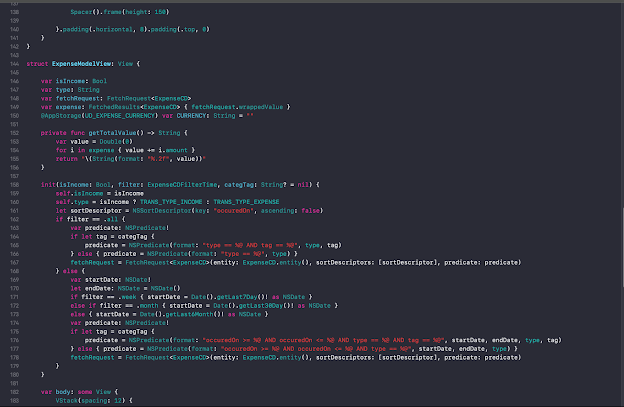 138 Spacer().frame(height: 150)
139
140 }.padding(.horizontal, 8).padding(.top, 0)
141 }
142 }
143
144 struct ExpenseModelView: View {
145
146 var isIncome: Bool
147 var type: String
148 var fetchRequest: FetchRequest<ExpenseCD>
149 var expense: FetchedResults<ExpenseCD> { fetchRequest.wrappedValue }
150 @AppStorage(UD_EXPENSE_CURRENCY) var CURRENCY: String = ""
151
152 private func getTotalValue() -> String {
153 var value = Double(0)
154 for i in expense { value += i.amount }
155 return "\(String(format: "%.2f", value))"
156 }
157
158 init(isIncome: Bool, filter: ExpenseCDFilterTime, categTag: String? = nil) {
159 self.isIncome = isIncome
160 self.type = isIncome ? TRANS_TYPE_INCOME : TRANS_TYPE_EXPENSE
161 let sortDescriptor = NSSortDescriptor(key: "occuredOn", ascending: false)
162 if filter == .all {
163 var predicate: NSPredicate!
164 if let tag = categTag {
165 predicate = NSPredicate(format: "type == %@ AND tag == %@", type, tag)
166 } else { predicate = NSPredicate(format: "type == %@", type) }
167 fetchRequest = FetchRequest<ExpenseCD>(entity: ExpenseCD.entity(), sortDescriptors: [sortDescriptor], predicate: predicate)
168 } else {
169 var startDate: NSDate!
170 let endDate: NSDate = NSDate()
171 if filter == .week { startDate = Date().getLast7Day()! as NSDate }
172 else if filter == .month { startDate = Date().getLast30Day()! as NSDate }
173 else { startDate = Date().getLast6Month()! as NSDate }
174 var predicate: NSPredicate!
175 if let tag = categTag {
176 predicate = NSPredicate(format: "occuredOn >= %@ AND occuredOn <= %@ AND type == %@ AND tag == %@", startDate, endDate, type, tag)
177 } else { predicate = NSPredicate(format: "occuredOn >= %@ AND occuredOn <= %@ AND type == %@", startDate, endDate, type) }
178 fetchRequest = FetchRequest<ExpenseCD>(entity: ExpenseCD.entity(), sortDescriptors: [sortDescriptor], predicate: predicate)
179 }
180 }
181
182 var body: some View {
183 VStack(spacing: 12) {